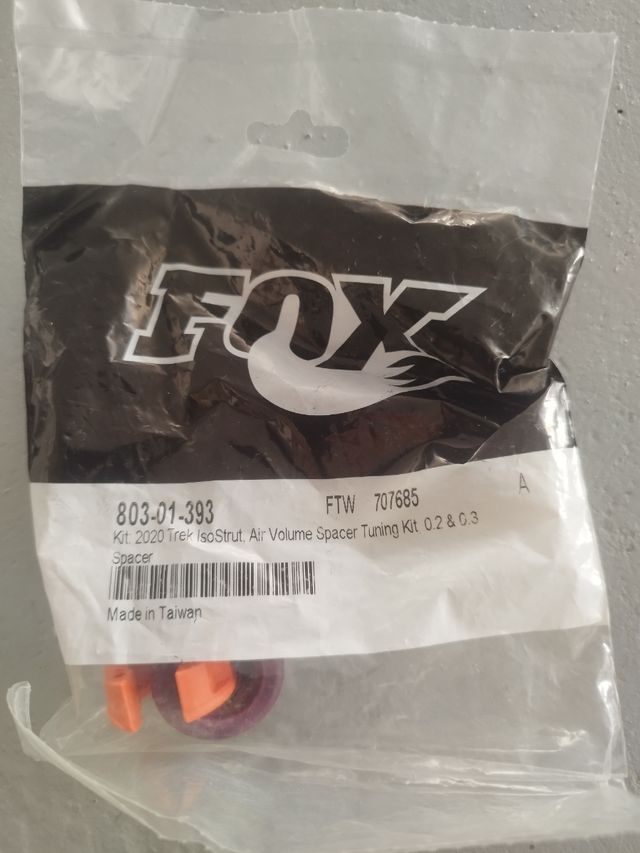 FOX
803-01-393 FTW 707685 A
Kit. 2020 Trek IsoStrut. Air Volume Spacer Tuning Kit 0.2 & 0.3
Spacer
Made in Taiwan